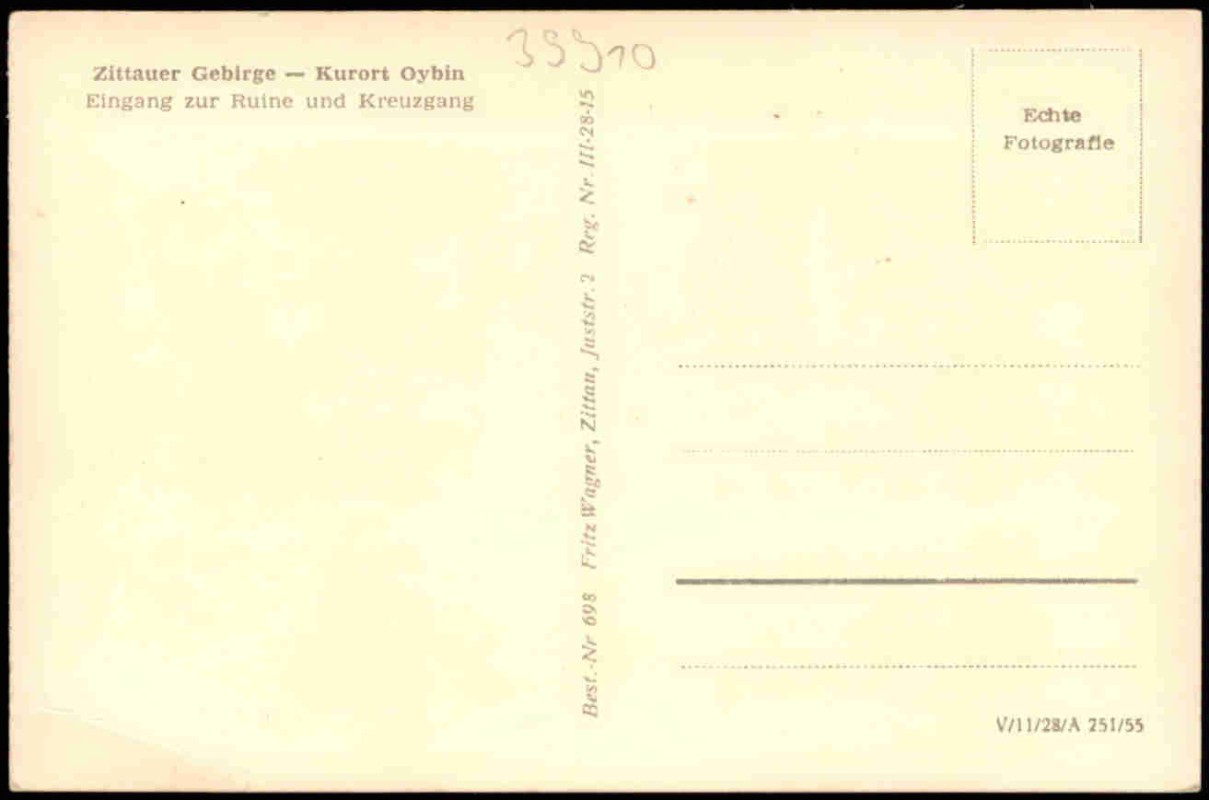 39910
Zittauer Gebirge — Kurort Oybin
Eingang zur Ruine und Kreuzgang
Best.-Nr 698 Fritz Wagner, Zittau, Juststr. 2 Reg. Nr. III-28-15
Echte
Fotografie
V/11/28/A 251/55